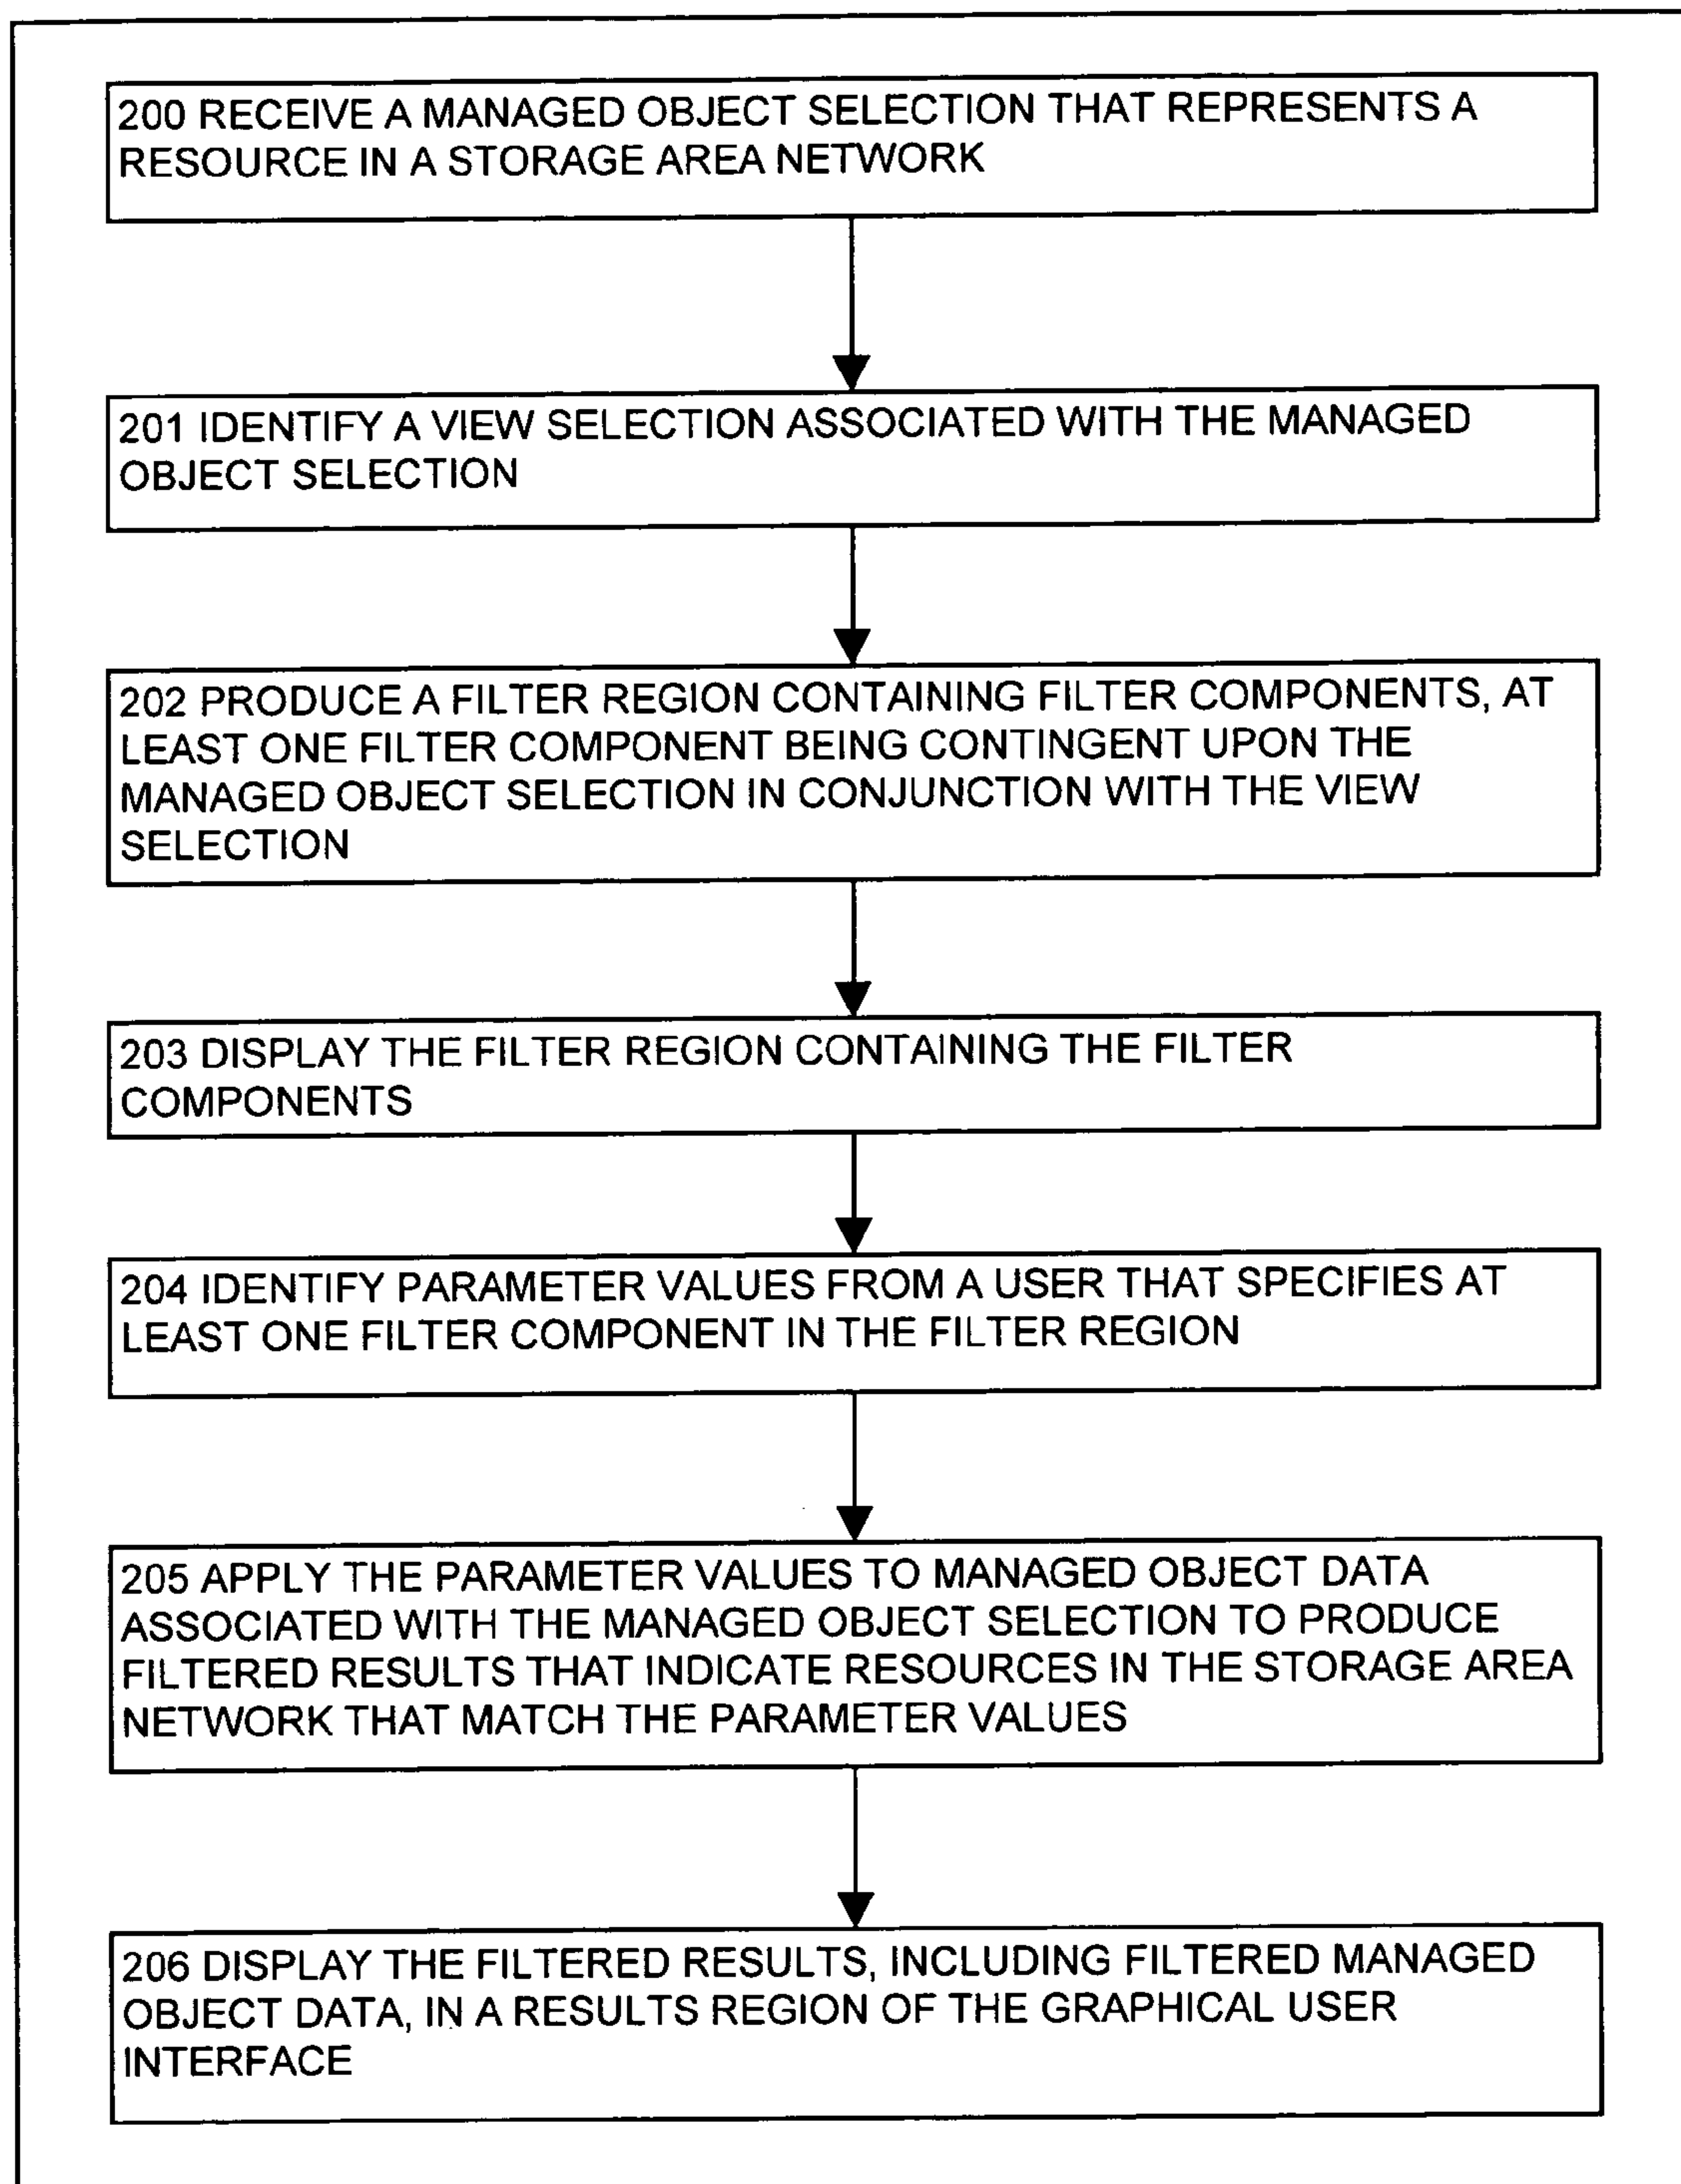 200 RECEIVE A MANAGED OBJECT SELECTION THAT REPRESENTS A
RESOURCE IN A STORAGE AREA NETWORK
201 IDENTIFY A VIEW SELECTION ASSOCIATED WITH THE MANAGED
OBJECT SELECTION
202 PRODUCE A FILTER REGION CONTAINING FILTER COMPONENTS, AT
LEAST ONE FILTER COMPONENT BEING CONTINGENT UPON THE
MANAGED OBJECT SELECTION IN CONJUNCTION WITH THE VIEW
SELECTION
203 DISPLAY THE FILTER REGION CONTAINING THE FILTER
COMPONENTS
204 IDENTIFY PARAMETER VALUES FROM A USER THAT SPECIFIES AT
LEAST ONE FILTER COMPONENT IN THE FILTER REGION
205 APPLY THE PARAMETER VALUES TO MANAGED OBJECT DATA
ASSOCIATED WITH THE MANAGED OBJECT SELECTION TO PRODUCE
FILTERED RESULTS THAT INDICATE RESOURCES IN THE STORAGE AREA
NETWORK THAT MATCH THE PARAMETER VALUES
206 DISPLAY THE FILTERED RESULTS, INCLUDING FILTERED MANAGED
OBJECT DATA, IN A RESULTS REGION OF THE GRAPHICAL USER
INTERFACE